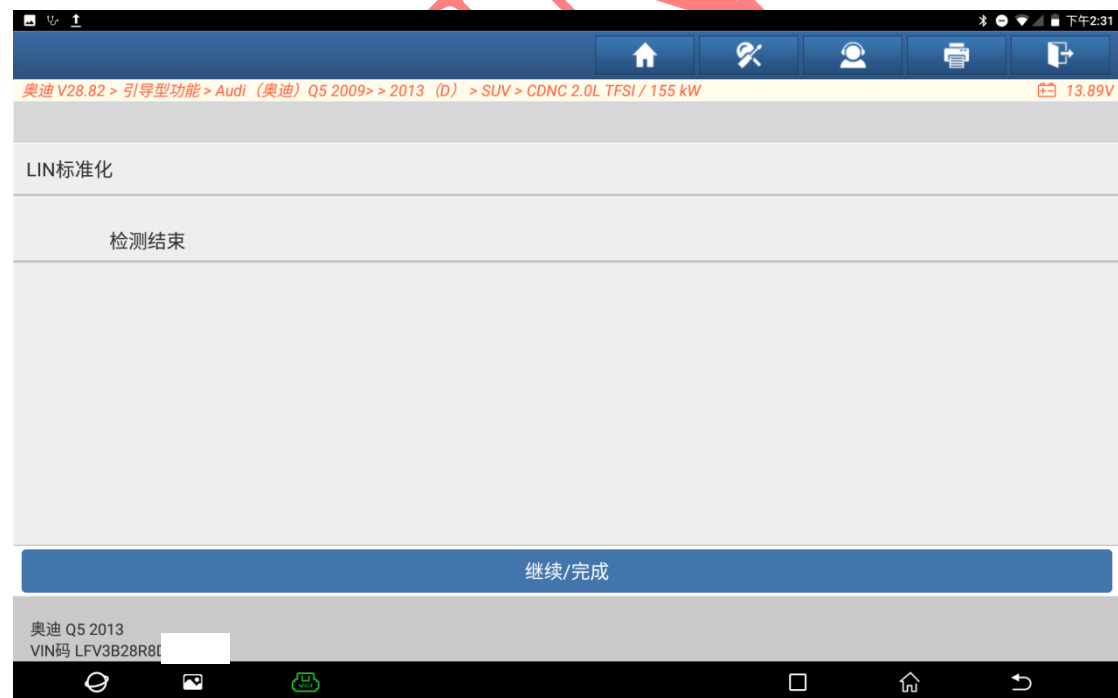 下午2:31
奥迪 V28.82 > 引导型功能 > Audi（奥迪）Q5 2009> > 2013（D） > SUV > CDNC 2.0L TFSI / 155 kW 13.89V
LIN标准化
检测结束
继续/完成
奥迪 Q5 2013
VIN码 LFV3B28R8D
VCI